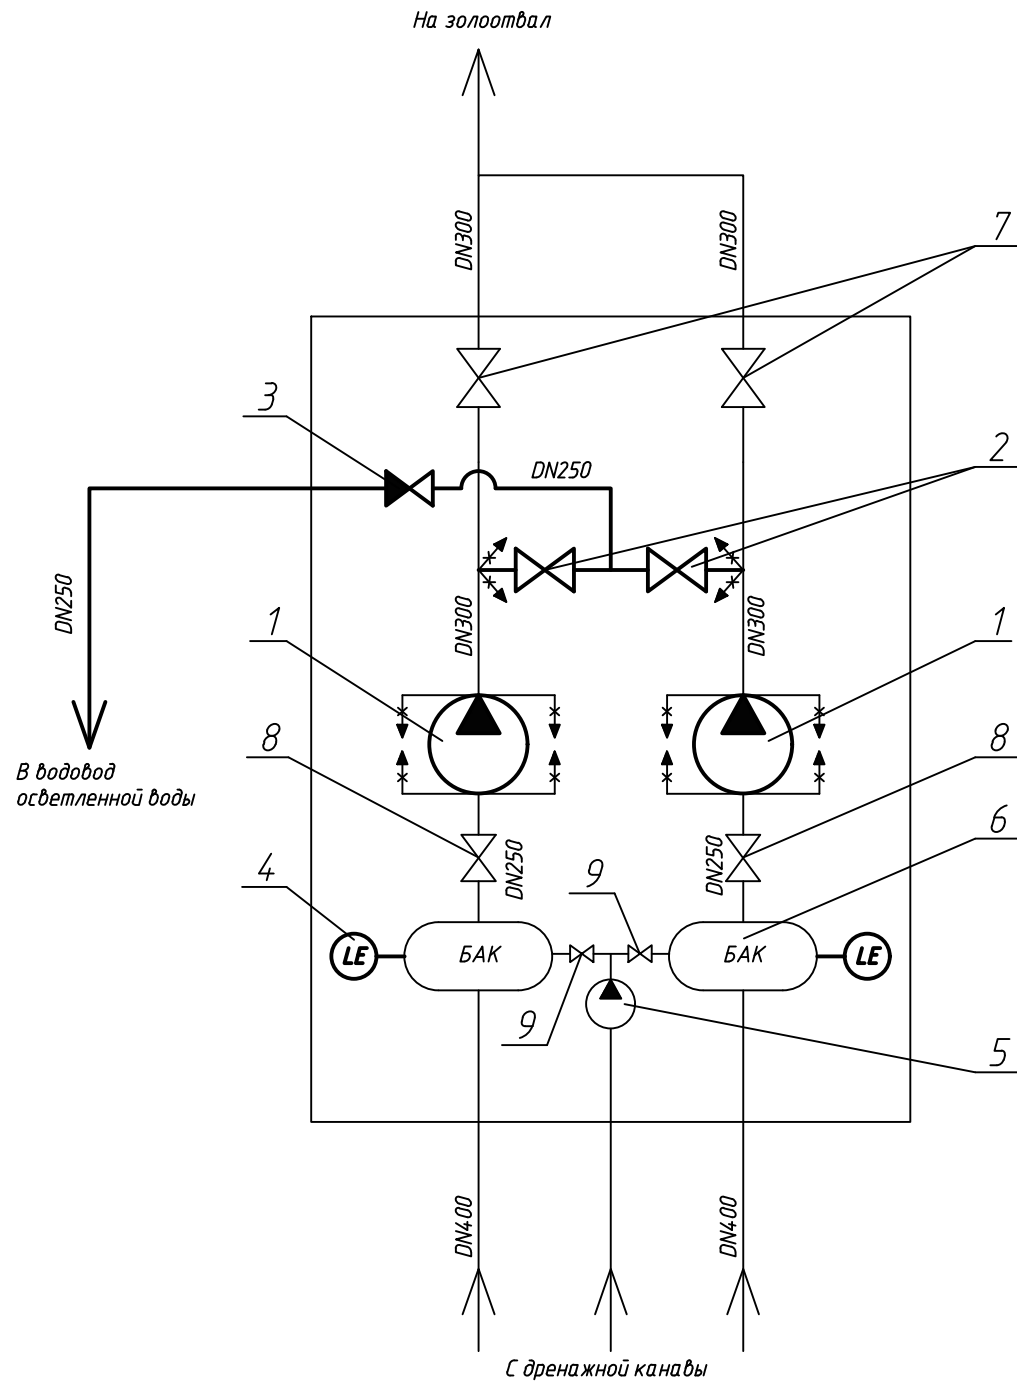 На золоотвал
DN300
DN300
7
3
DN250
2
DN250
DN300
DN300
1
1
8
8
В водовод
осветленной воды
6
DN250
DN250
4
9
LE
БАК
БАК
LE
9
5
DN400
DN400
С дренажной канавы